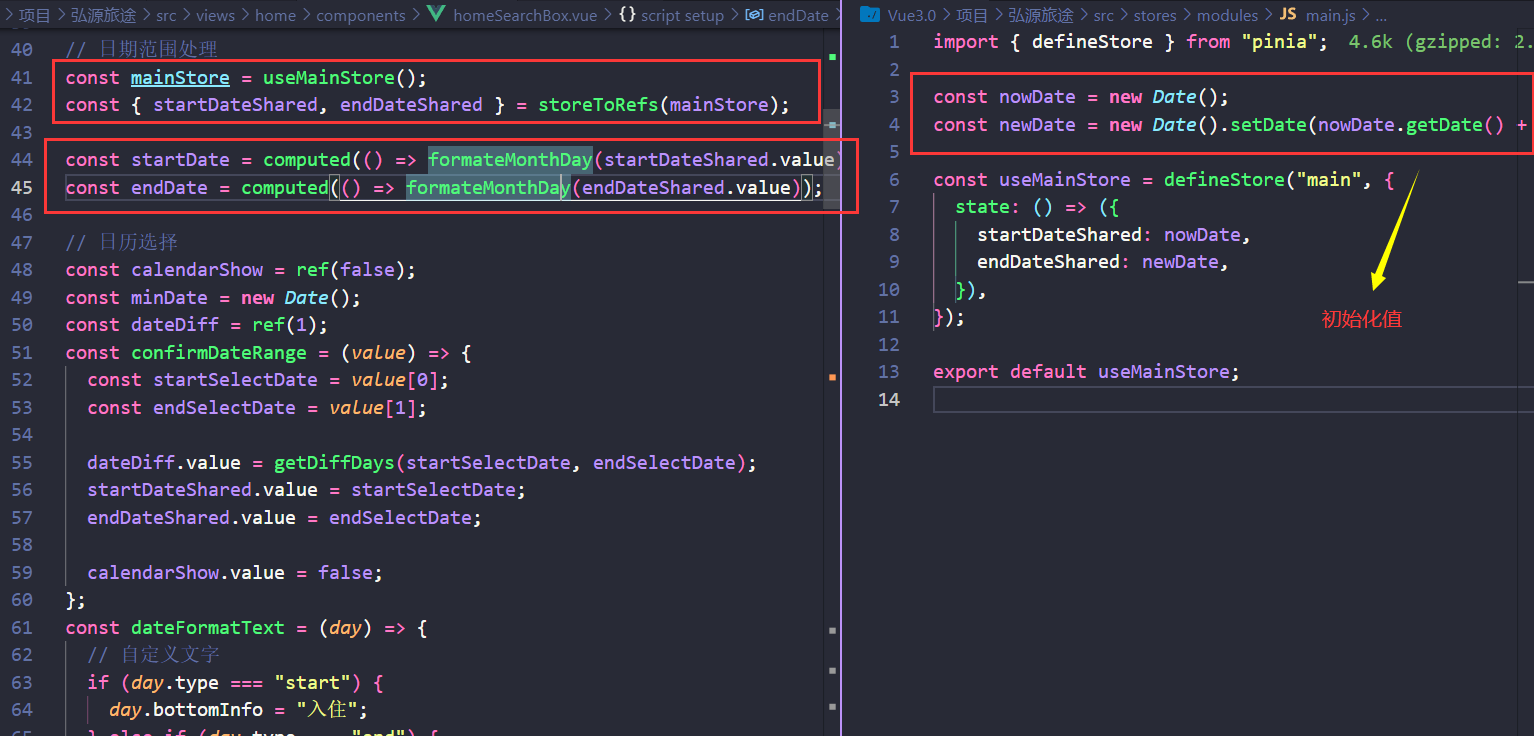 项目 > 弘源旅途 > src > views > home > components > homeSearchBox.vue > {} script setup > endDate
40 // 日期范围处理
41 const mainStore = useMainStore();
42 const { startDateShared, endDateShared } = storeToRefs(mainStore);
43
44 const startDate = computed(() => formateMonthDay(startDateShared.value)
45 const endDate = computed(() => formateMonthDay(endDateShared.value));
46
47 // 日历选择
48 const calendarShow = ref(false);
49 const minDate = new Date();
50 const dateDiff = ref(1);
51 const confirmDateRange = (value) => {
52 const startSelectDate = value[0];
53 const endSelectDate = value[1];
54
55 dateDiff.value = getDiffDays(startSelectDate, endSelectDate);
56 startDateShared.value = startSelectDate;
57 endDateShared.value = endSelectDate;
58
59 calendarShow.value = false;
60 };
61 const dateFormatText = (day) => {
62 // 自定义文字
63 if (day.type === "start") {
64 day.bottomInfo = "入住";
Vue3.0 > 项目 > 弘源旅途 > src > stores > modules > JS main.js > ...
1 import { defineStore } from "pinia"; 4.6k (gzipped: 2.
2
3 const nowDate = new Date();
4 const newDate = new Date().setDate(nowDate.getDate() +
5
6 const useMainStore = defineStore("main", {
7 state: () => ({
8 startDateShared: nowDate,
9 endDateShared: newDate,
10 }),
11 });
12
13 export default useMainStore;
14
初始化值